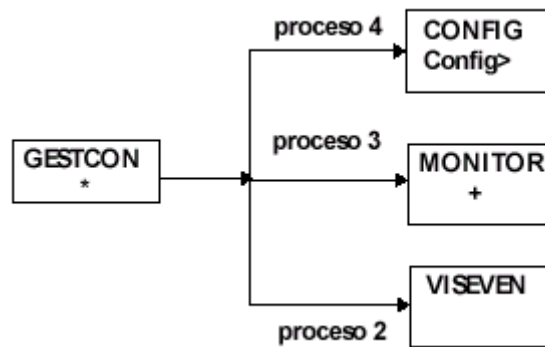 proceso 4
CONFIG
Config>
GESTCON
*
proceso 3
MONITOR
+
VISEVEN
proceso 2